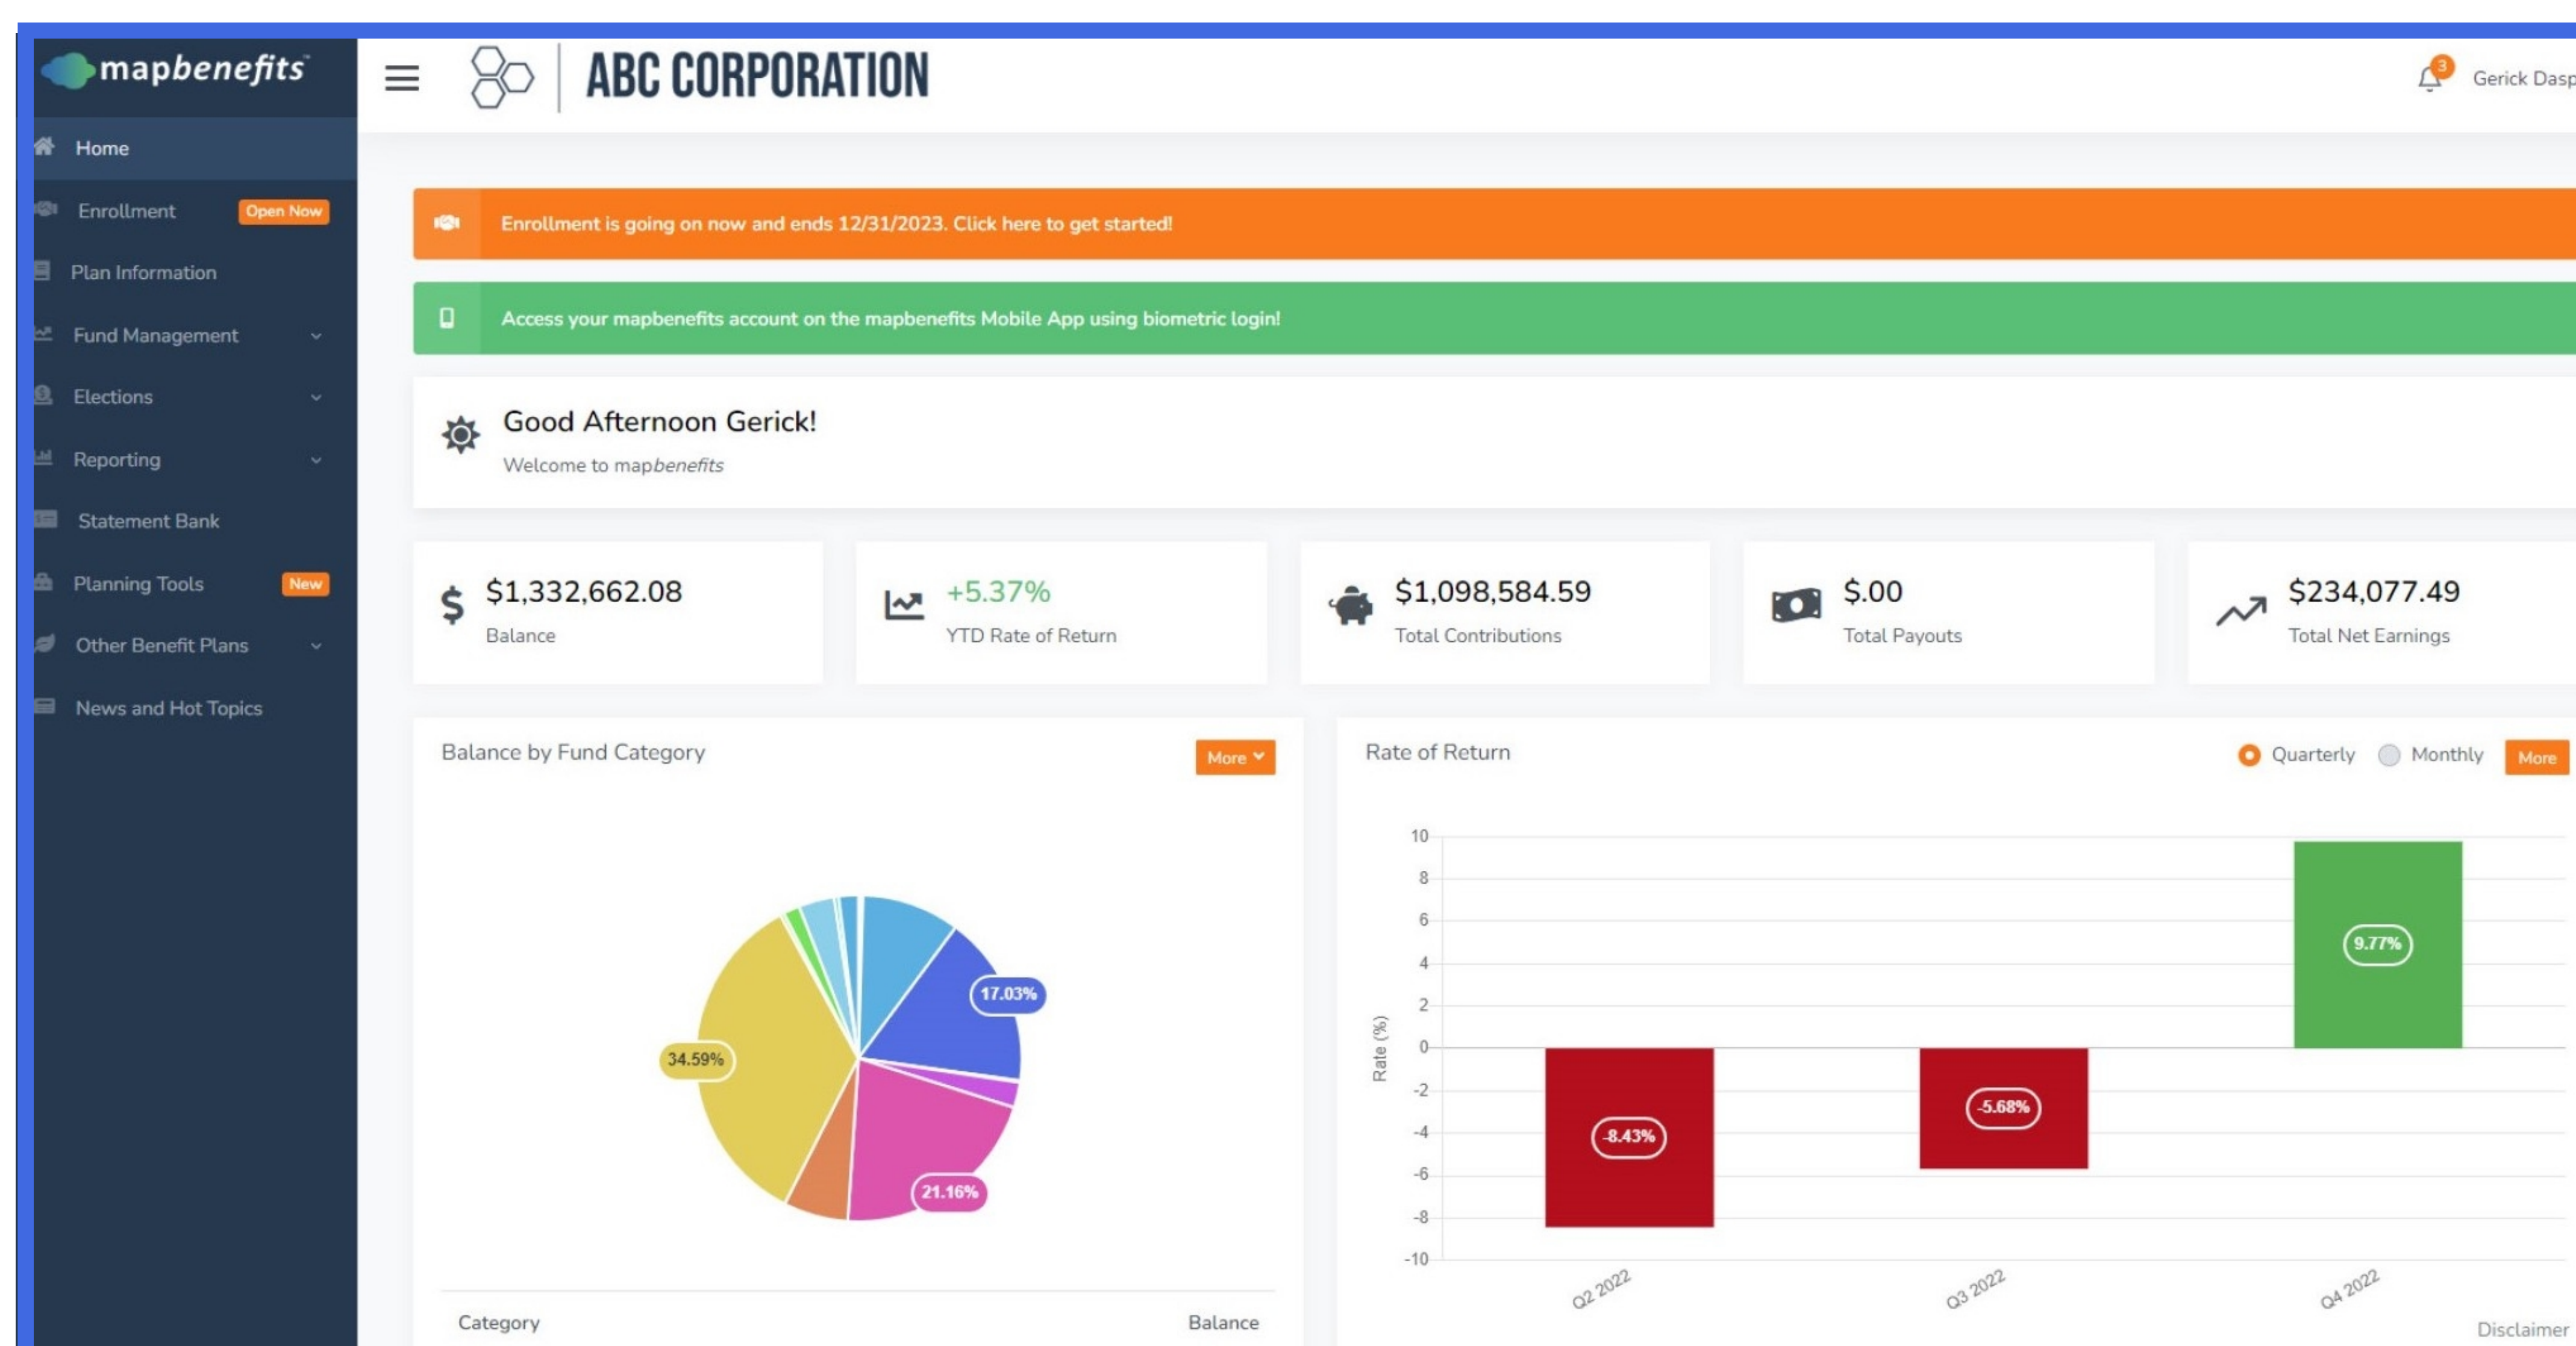 mapbenefits™
ABC CORPORATION
3
Gerick Dasp
Home
Enrollment Open Now
Plan Information
Fund Management
Elections
Reporting
Statement Bank
Planning Tools New
Other Benefit Plans
News and Hot Topics
Enrollment is going on now and ends 12/31/2023. Click here to get started!
Access your mapbenefits account on the mapbenefits Mobile App using biometric login!
Good Afternoon Gerick!
Welcome to mapbenefits
$1,332,662.08
Balance
+5.37%
YTD Rate of Return
$1,098,584.59
Total Contributions
$.00
Total Payouts
$234,077.49
Total Net Earnings
Balance by Fund Category More
17.03%
34.59%
21.16%
Category Balance
Rate of Return Quarterly Monthly More
10
8
6
4
2
0
-2
-4
-6
-8
-10
Rate (%)
-8.43%
-5.68%
9.77%
Q2 2022 Q3 2022 Q4 2022
Disclaimer